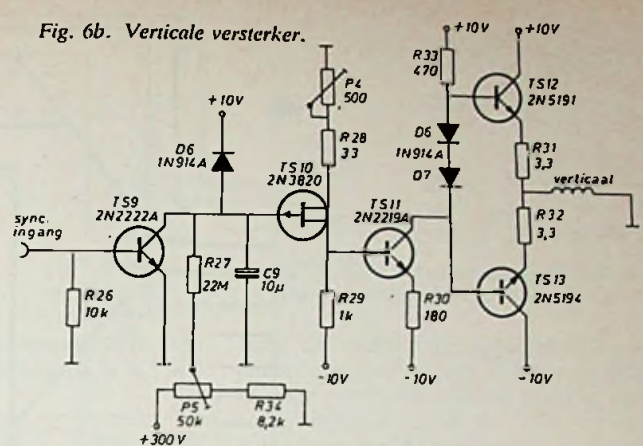 Fig. 6b. Verticale versterker.
+10V
+10V
+10V
R33
470
TS12
2N5191
P4
500
R28
33
D6
1N914A
D6
1N914A
D7
R31
3,3
verticaal
R32
3,3
TS10
2N3820
TS9
2N2222A
TS11
2N2219A
sync.
ingang
R27
22M
C9
10µ
R26
10k
R29
1k
R30
180
TS13
2N5194
-10V
-10V
-10V
P5
50k
R34
8,2k
+300V